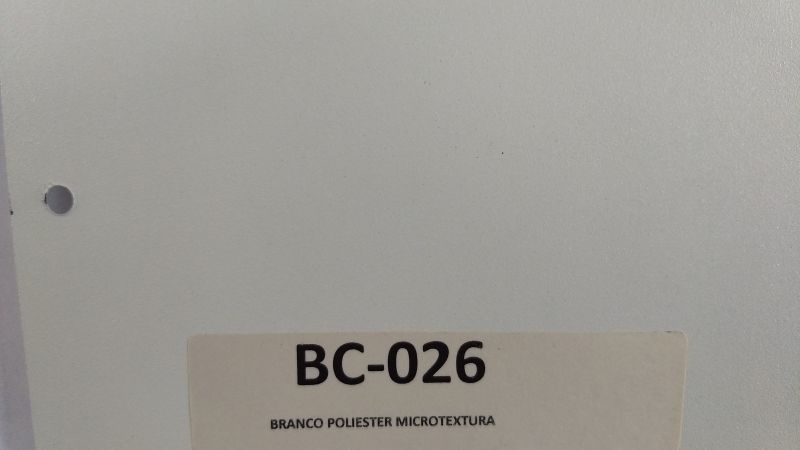 BC-026
BRANCO POLIESTER MICROTEXTURA